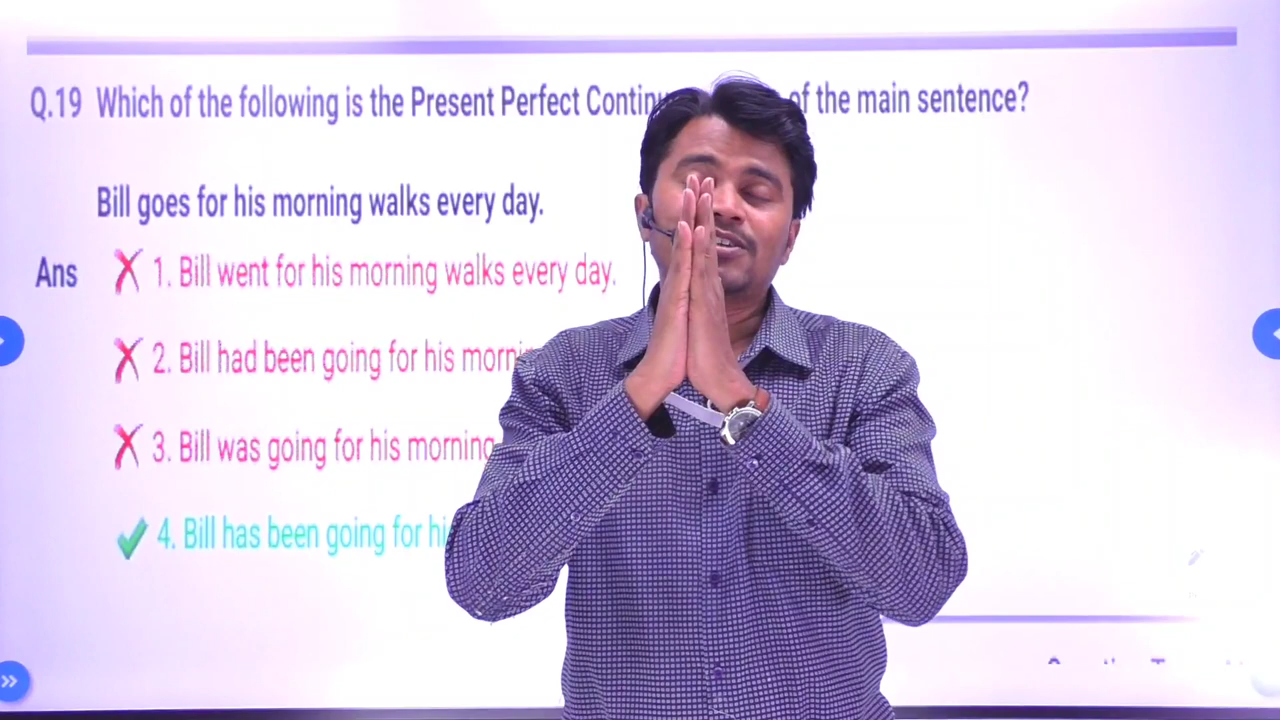 Q.19 Which of the following is the Present Perfect Continu of the main sentence?
Bill goes for his morning walks every day.
Ans 1. Bill went for his morning walks every day.
2. Bill had been going for his morni
3. Bill was going for his morning
4. Bill has been going for hi